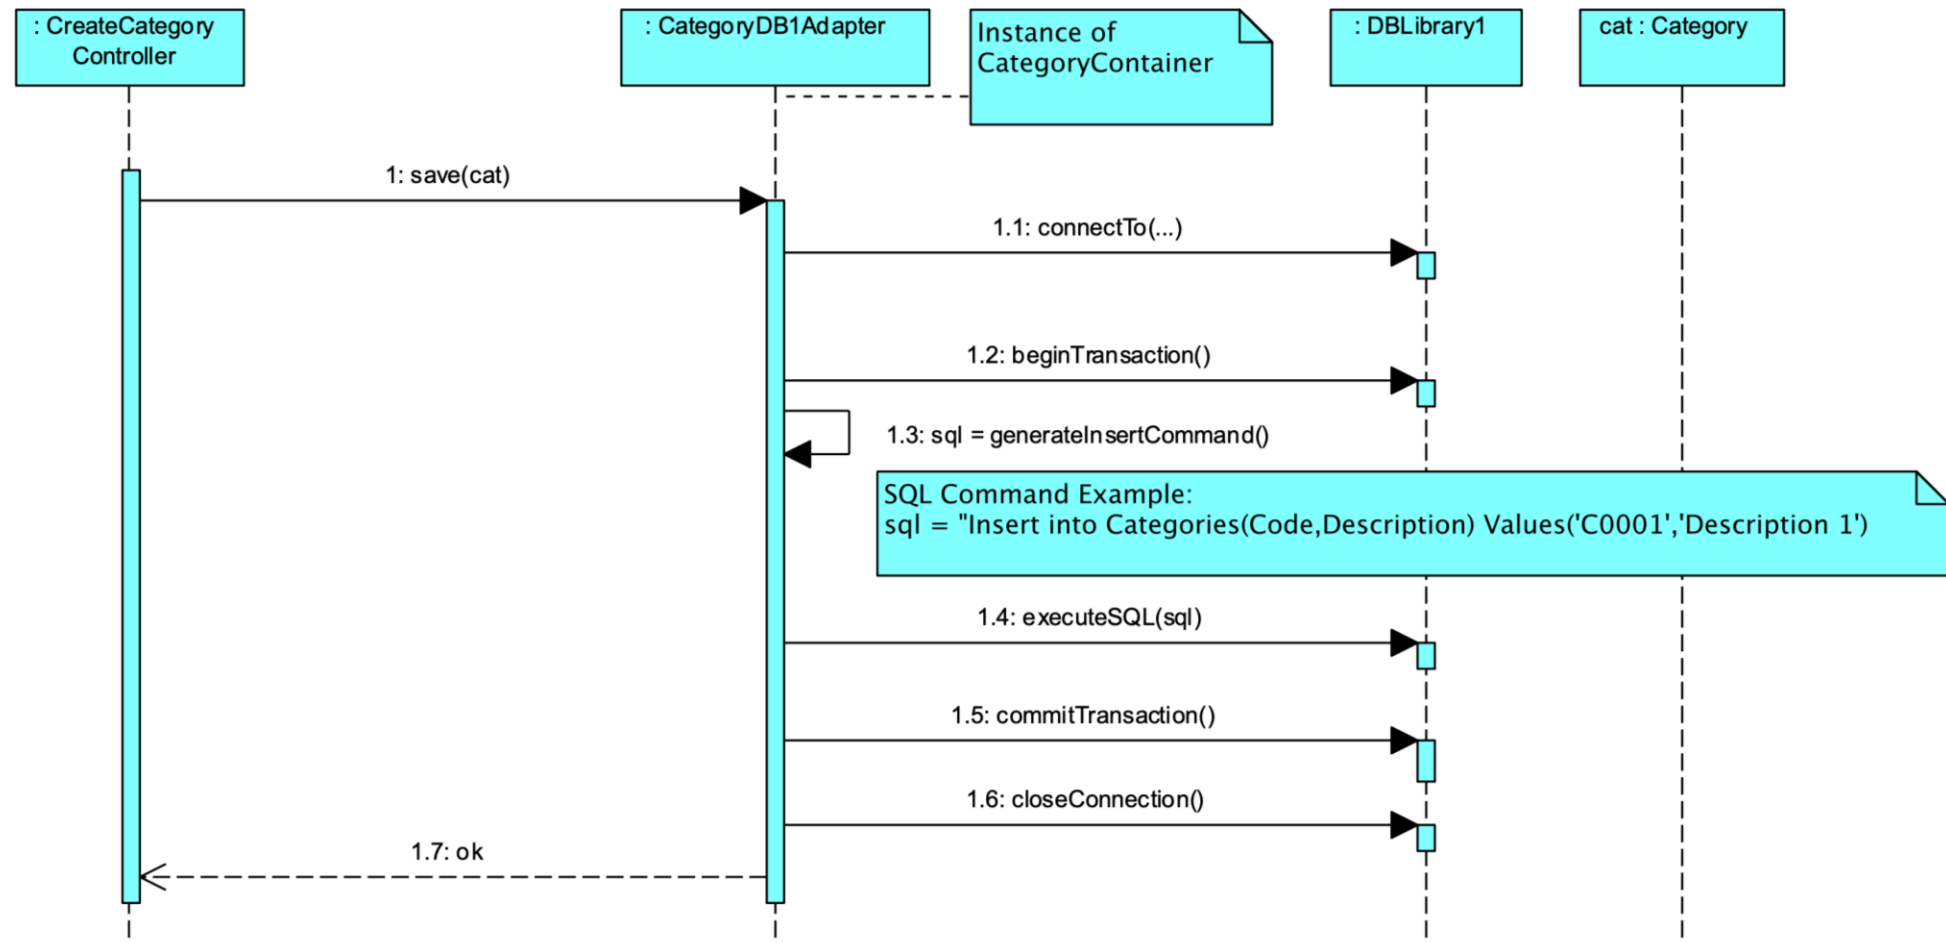 : CreateCategory
Controller
: CategoryDB1Adapter
Instance of
CategoryContainer
: DBLibrary1
cat : Category
1: save(cat)
1.1: connectTo(...)
1.2: beginTransaction()
1.3: sql = generateInsertCommand()
SQL Command Example:
sql = "Insert into Categories(Code,Description) Values('C0001','Description 1')
1.4: executeSQL(sql)
1.5: commitTransaction()
1.6: closeConnection()
1.7: ok